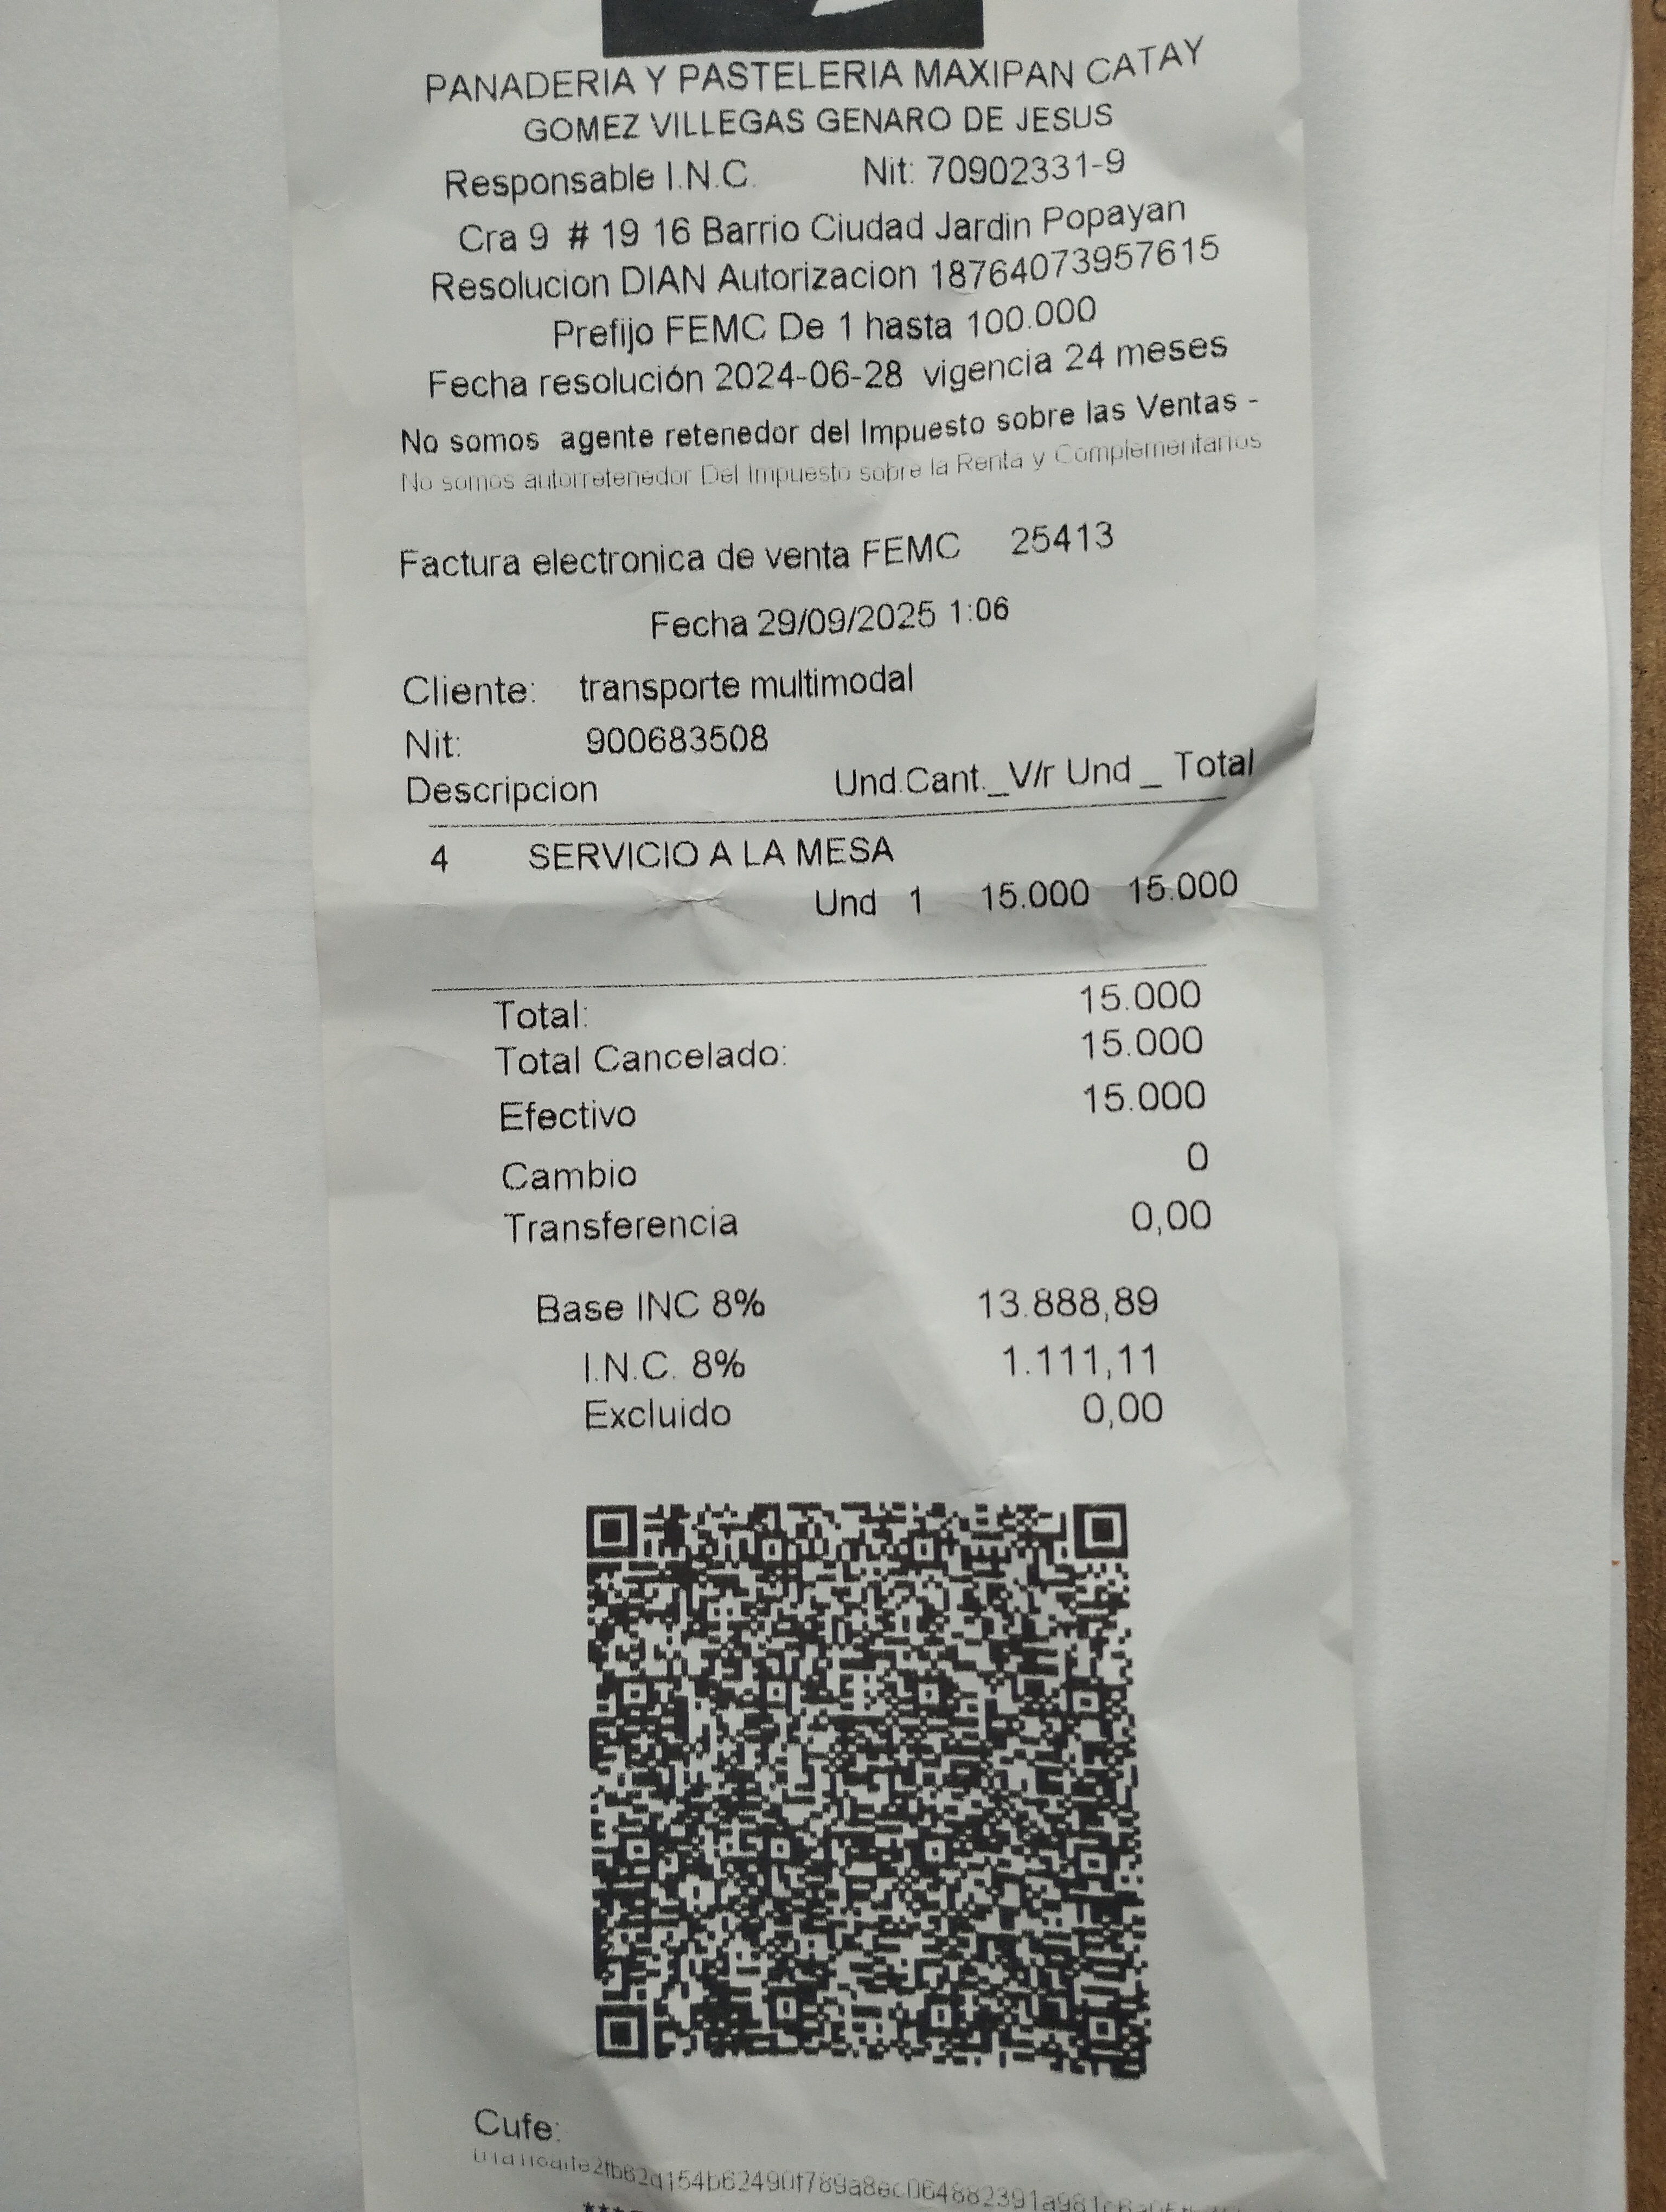 PANADERIA Y PASTELERIA MAXIPAN CATAY
GOMEZ VILLEGAS GENARO DE JESUS
Responsable I.N.C. Nit: 70902331-9
Cra 9 # 19 16 Barrio Ciudad Jardin Popayan
Resolucion DIAN Autorizacion 18764073957615
Prefijo FEMC De 1 hasta 100.000
Fecha resolución 2024-06-28 vigencia 24 meses
No somos agente retenedor del Impuesto sobre las Ventas -
No somos autorretenedor Del Impuesto sobre la Renta y Complementarios
Factura electronica de venta FEMC 25413
Fecha 29/09/2025 1:06
Cliente: transporte multimodal
Nit: 900683508
Descripcion Und.Cant._V/r Und _ Total
4 SERVICIO A LA MESA
Und 1 15.000 15.000
Total: 15.000
Total Cancelado: 15.000
Efectivo 15.000
Cambio 0
Transferencia 0,00
Base INC 8% 13.888,89
I.N.C. 8% 1.111,11
Excluido 0,00
Cufe: